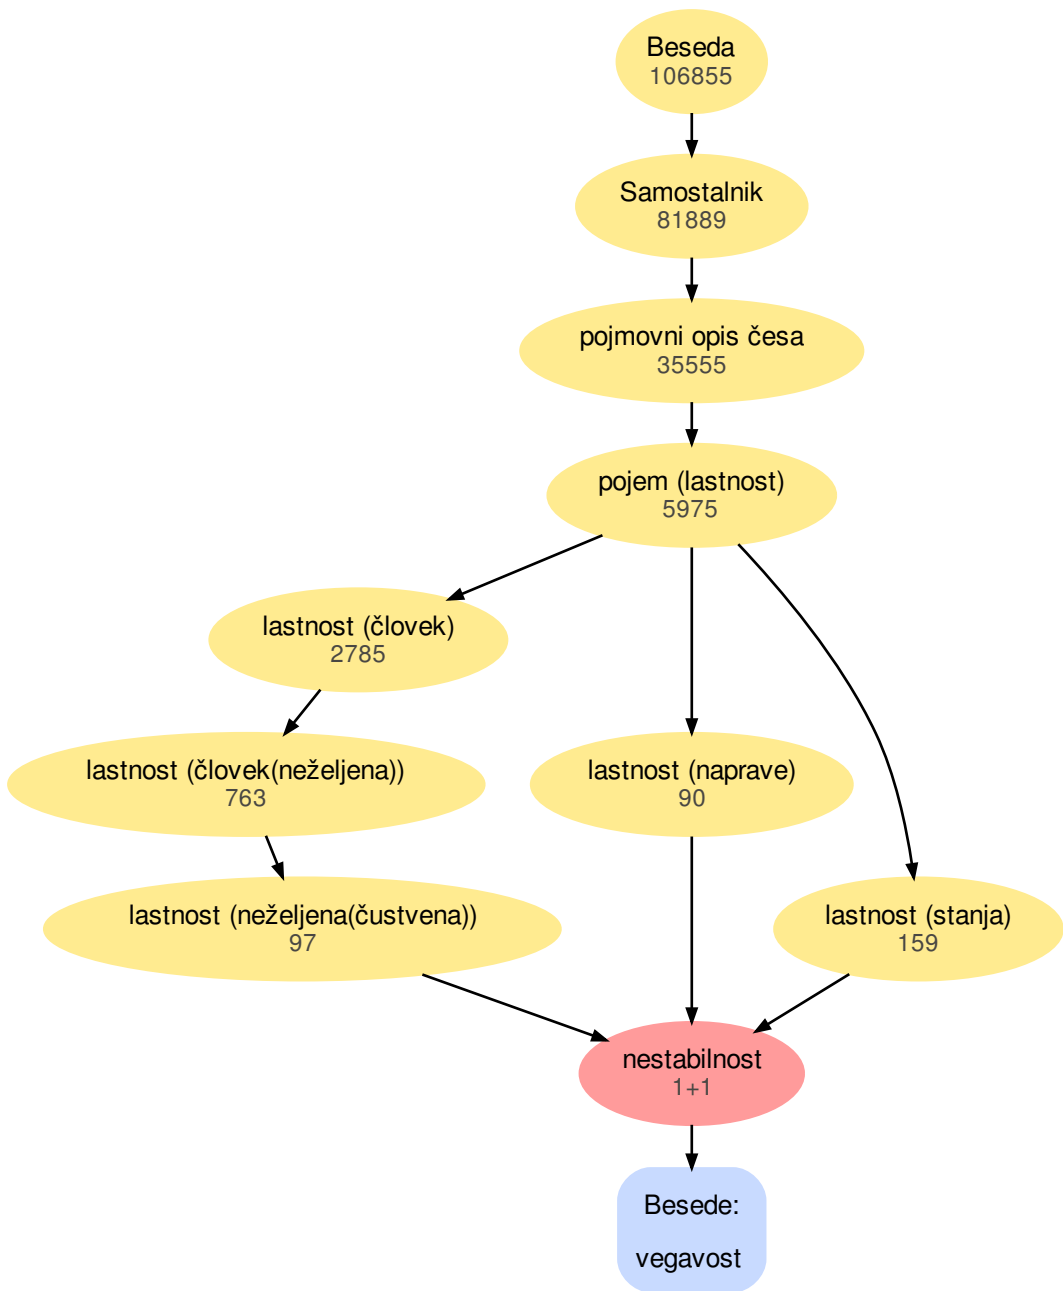 Beseda
106855
Samostalnik
81889
pojmovni opis česa
35555
pojem (lastnost)
5975
lastnost (človek)
2785
lastnost (človek(neželjena))
763
lastnost (naprave)
90
lastnost (neželjena(čustvena))
97
lastnost (stanja)
159
nestabilnost
1+1
Besede:
vegavost